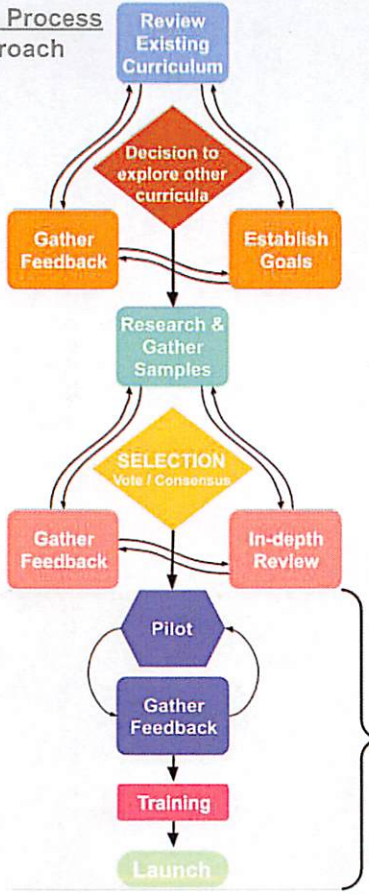 Process
roach
Review
Existing
Curriculum
Decision to
explore other
curricula
Gather
Feedback
Establish
Goals
Research &
Gather
Samples
SELECTION
Vote / Consensus
Gather
Feedback
In-depth
Review
Pilot
Gather
Feedback
Training
Launch